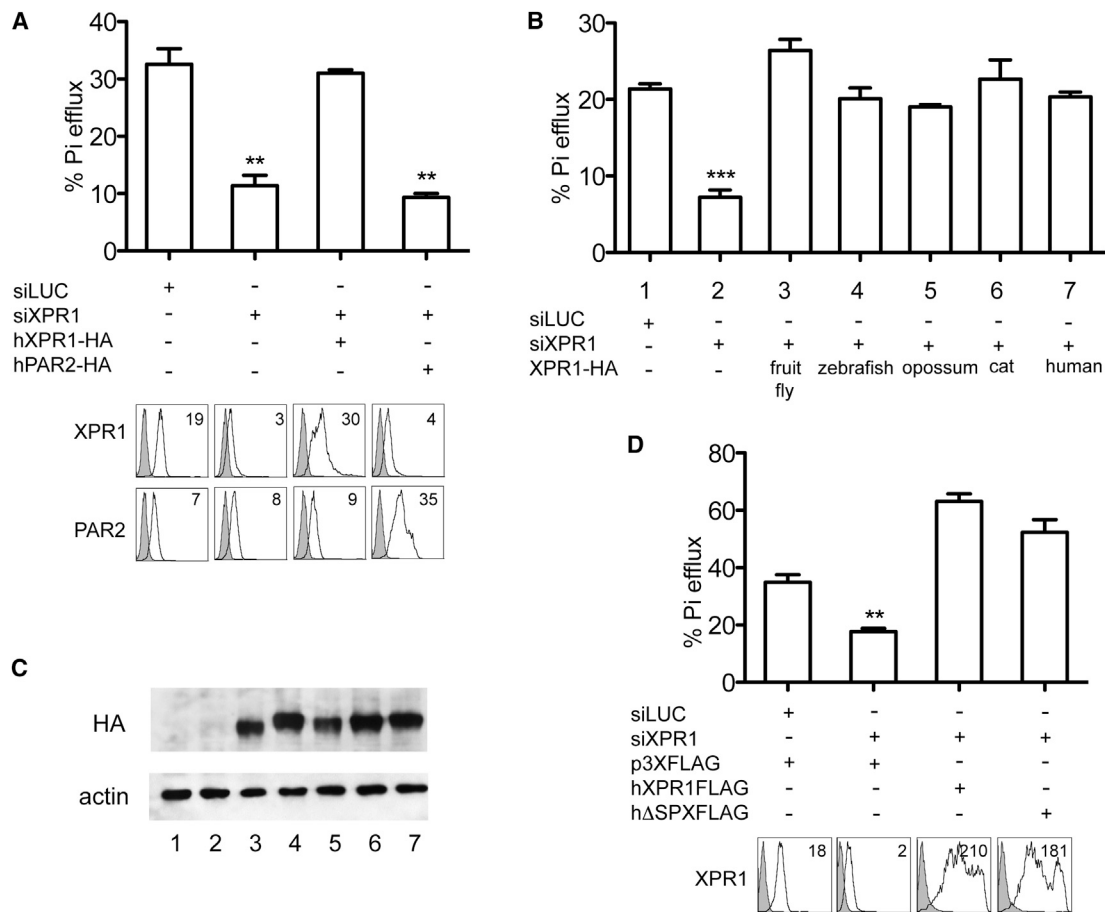 A
% Pi efflux
40
30
20
10
0
**
**
siLUC + - - -
siXPR1 - + + +
hXPR1-HA - - + -
hPAR2-HA - - - +
XPR1 19 3 30 4
PAR2 7 8 9 35
B
% Pi efflux
30
20
10
0
***
1 2 3 4 5 6 7
siLUC + - - - - - -
siXPR1 - + + + + + +
XPR1-HA - - fruit fly zebrafish opossum cat human
C
HA
actin
1 2 3 4 5 6 7
D
% Pi efflux
80
60
40
20
0
**
siLUC + - - -
siXPR1 - + + +
p3XFLAG + + - -
hXPR1FLAG - - + -
hΔSPXFLAG - - - +
XPR1 18 2 210 181